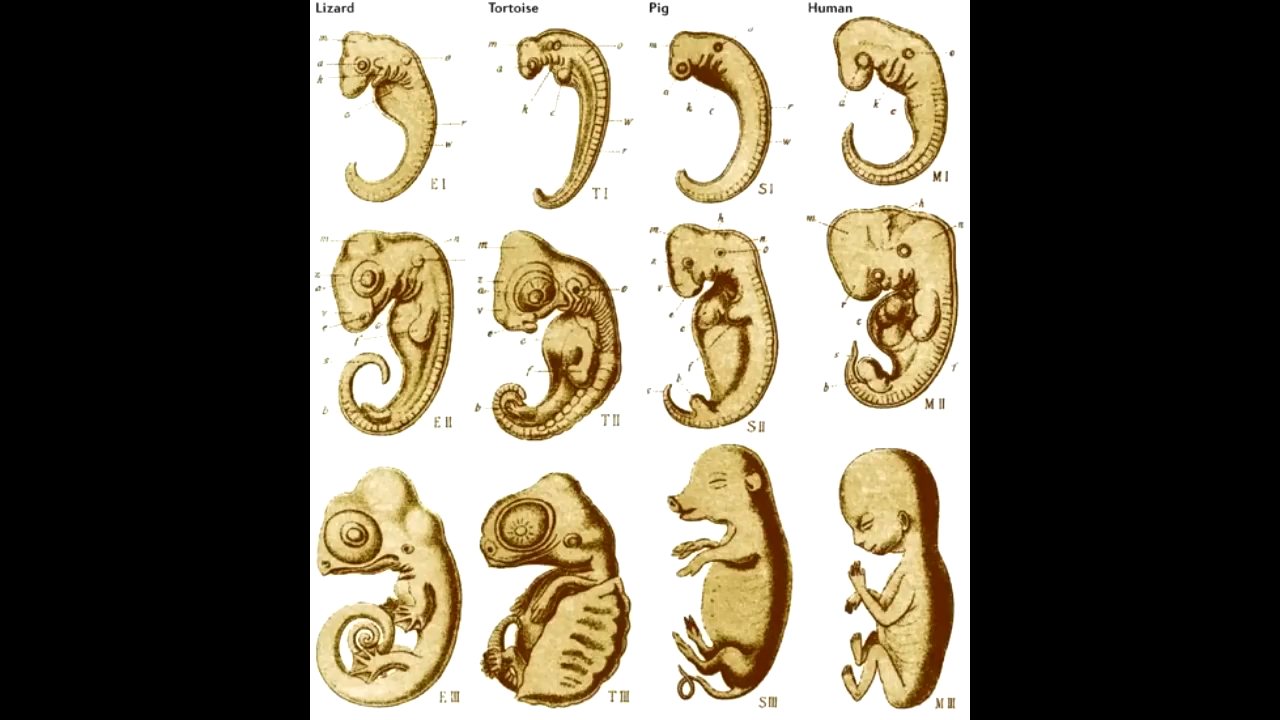 Lizard Tortoise Pig Human
m a k o c r w E I
m a k c o w r T I
m a k c r w S I
a k c o M I
m n z a v e c f s b E II
m z a v e c o f b T II
m h n o z v e c f b s S II
m h n r c s b f M II
E III T III S III M III